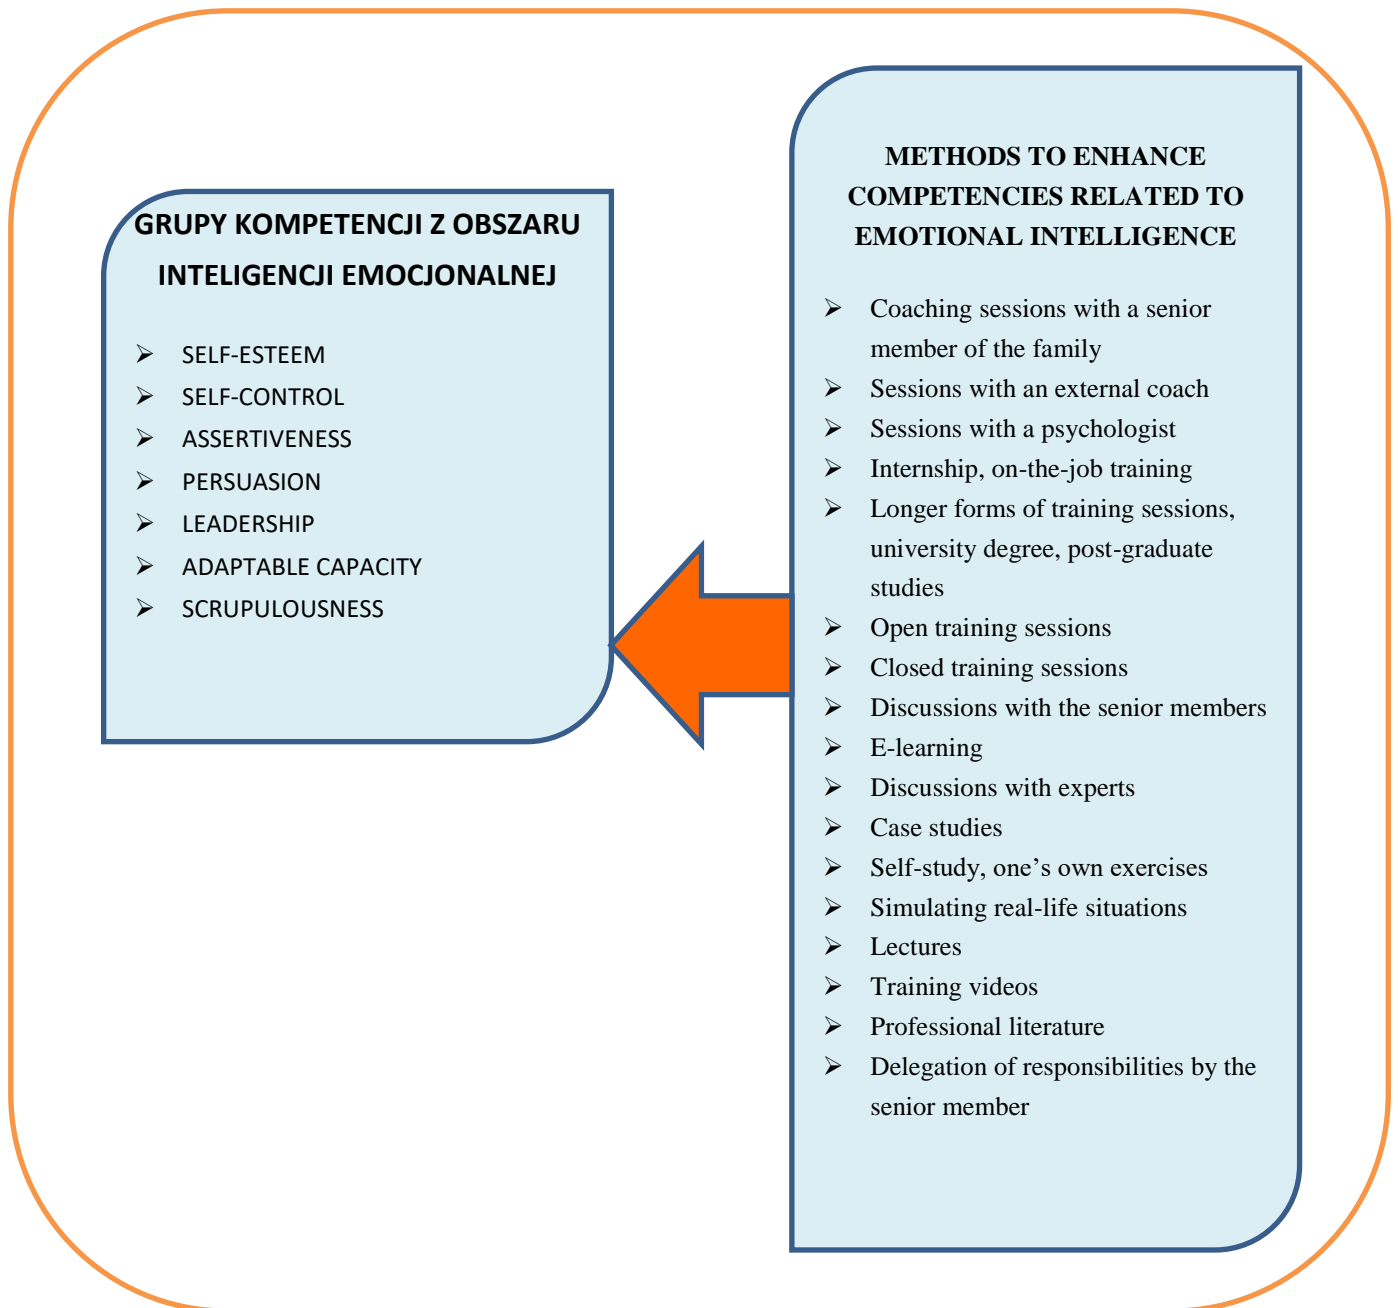 GRUPY KOMPETENCJI Z OBSZARU
INTELIGENCJI EMOCJONALNEJ
➢ SELF-ESTEEM
➢ SELF-CONTROL
➢ ASSERTIVENESS
➢ PERSUASION
➢ LEADERSHIP
➢ ADAPTABLE CAPACITY
➢ SCRUPULOUSNESS
METHODS TO ENHANCE
COMPETENCIES RELATED TO
EMOTIONAL INTELLIGENCE
➢ Coaching sessions with a senior
member of the family
➢ Sessions with an external coach
➢ Sessions with a psychologist
➢ Internship, on-the-job training
➢ Longer forms of training sessions,
university degree, post-graduate
studies
➢ Open training sessions
➢ Closed training sessions
➢ Discussions with the senior members
➢ E-learning
➢ Discussions with experts
➢ Case studies
➢ Self-study, one’s own exercises
➢ Simulating real-life situations
➢ Lectures
➢ Training videos
➢ Professional literature
➢ Delegation of responsibilities by the
senior member